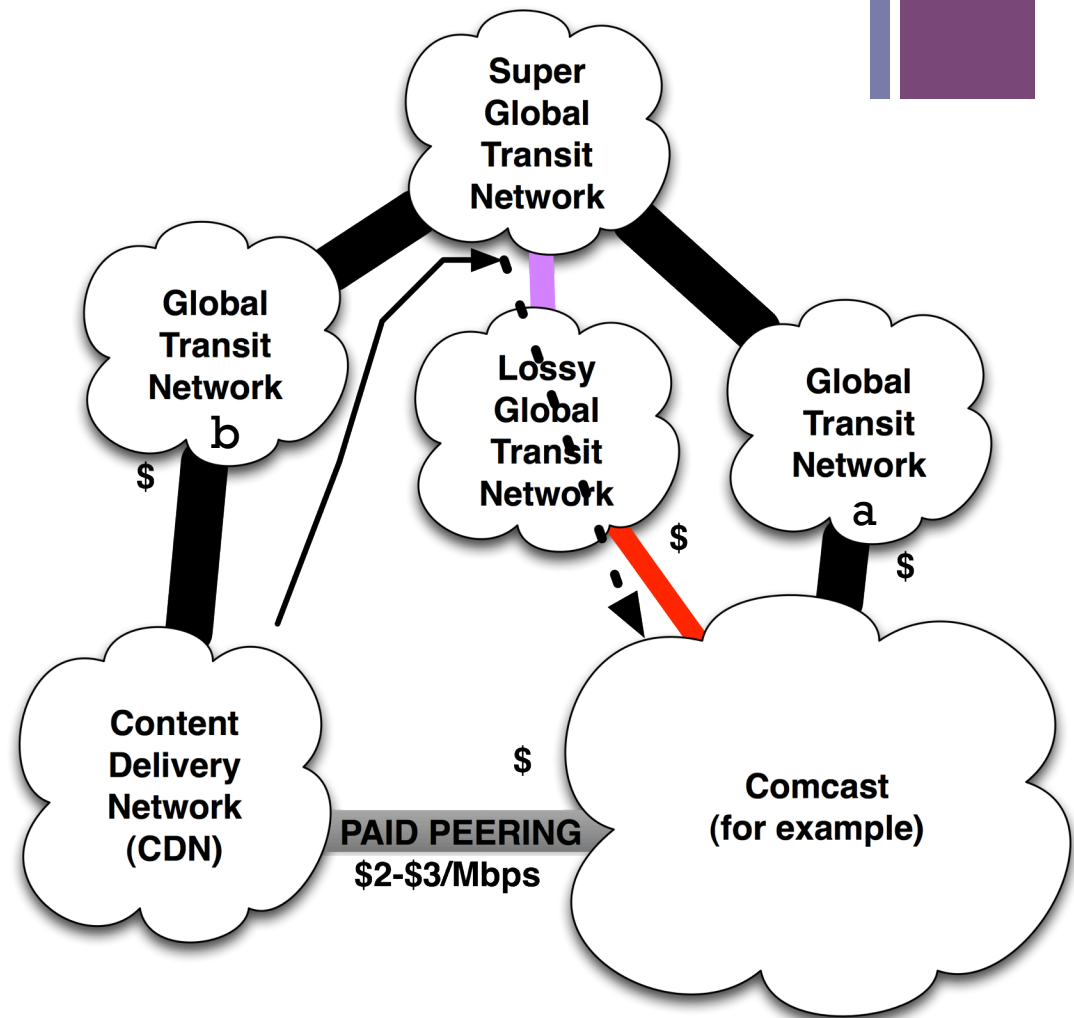 Super
Global
Transit
Network
Global
Transit
Network
b
$
Lossy
Global
Transit
Network
$
Global
Transit
Network
a
$
Content
Delivery
Network
(CDN)
$
PAID PEERING
$2-$3/Mbps
Comcast
(for example)